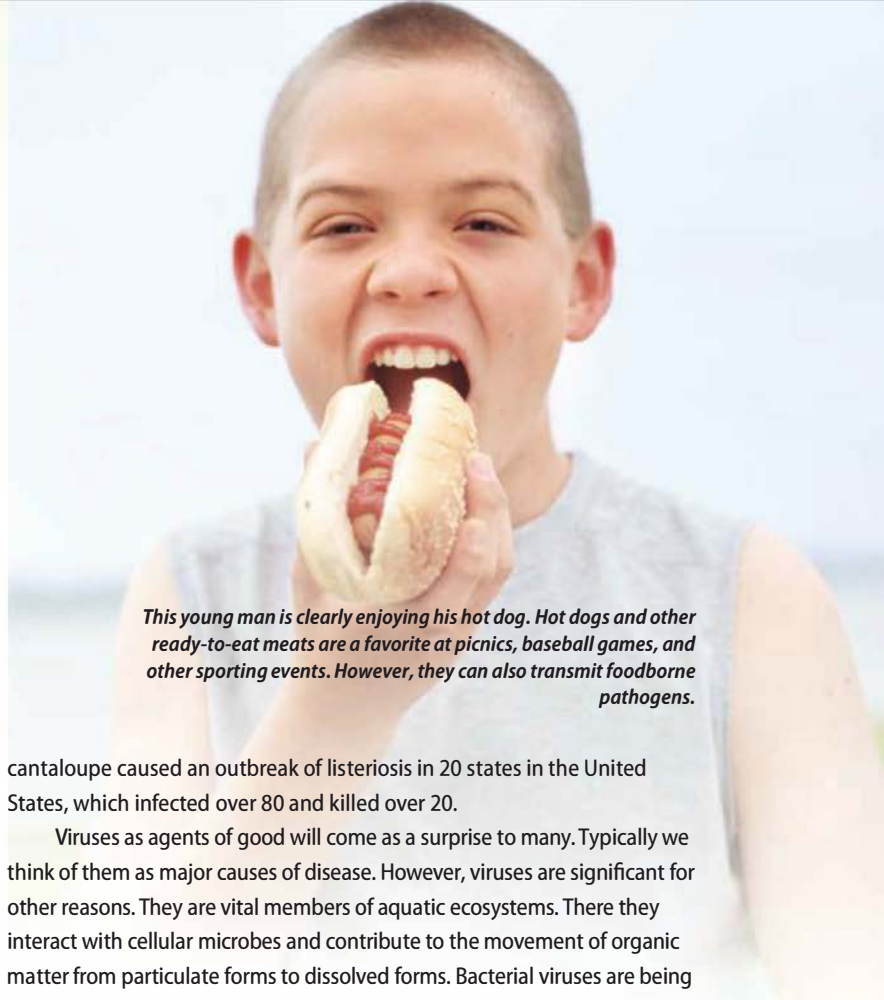 This young man is clearly enjoying his hot dog. Hot dogs and other
ready-to-eat meats are a favorite at picnics, baseball games, and
other sporting events. However, they can also transmit foodborne
pathogens.
cantaloupe caused an outbreak of listeriosis in 20 states in the United
States, which infected over 80 and killed over 20.
Viruses as agents of good will come as a surprise to many. Typically we
think of them as major causes of disease. However, viruses are significant for
other reasons. They are vital members of aquatic ecosystems. There they
interact with cellular microbes and contribute to the movement of organic
matter from particulate forms to dissolved forms. Bacterial viruses are being